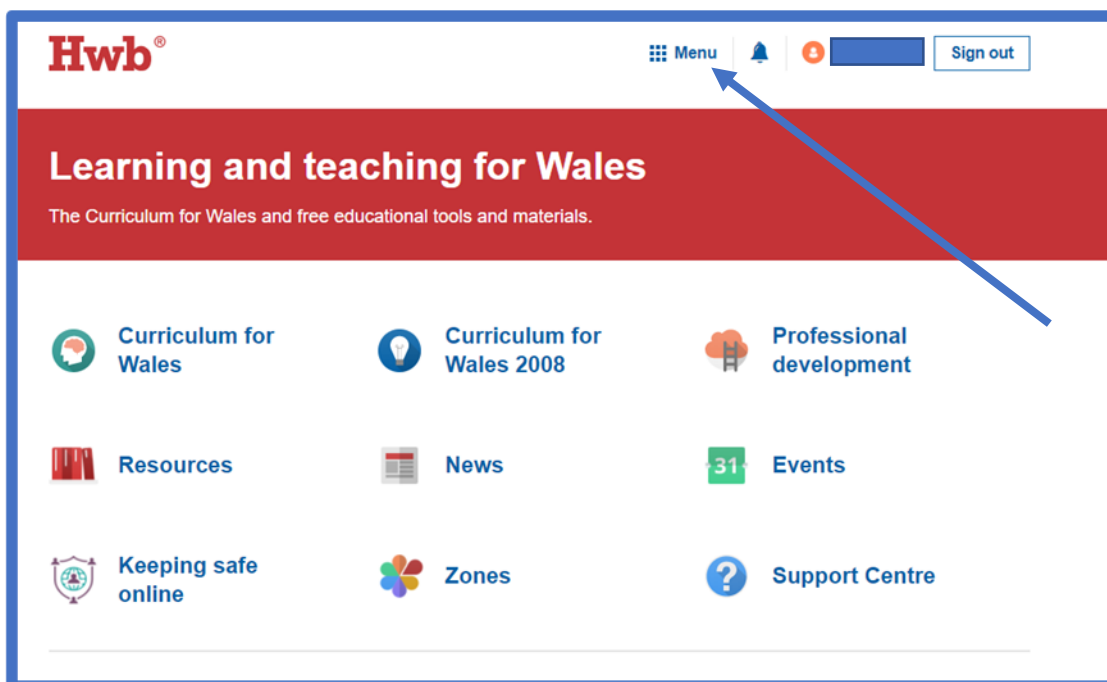 Hwb®
Menu
Sign out
Learning and teaching for Wales
The Curriculum for Wales and free educational tools and materials.
Curriculum for
Wales
Curriculum for
Wales 2008
Professional
development
Resources
News
31
Events
Keeping safe
online
Zones
?
Support Centre